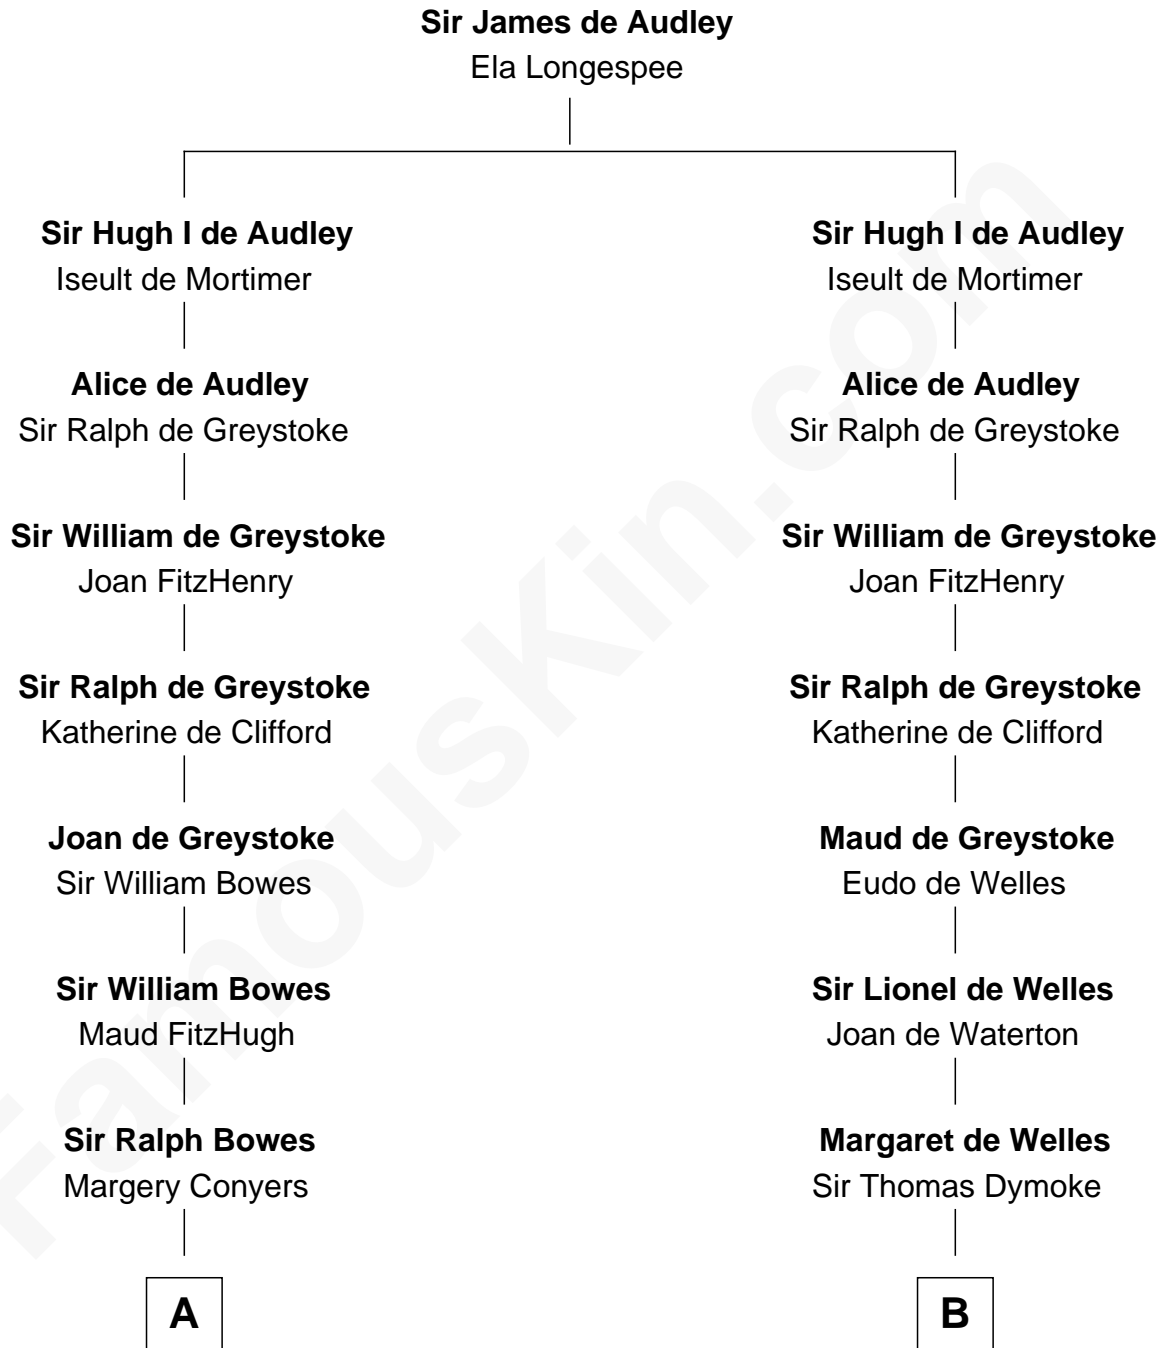 Sir James de Audley
Ela Longespee
Sir Hugh I de Audley
Iseult de Mortimer
Alice de Audley
Sir Ralph de Greystoke
Sir William de Greystoke
Joan FitzHenry
Sir Ralph de Greystoke
Katherine de Clifford
Joan de Greystoke
Sir William Bowes
Sir William Bowes
Maud FitzHugh
Sir Ralph Bowes
Margery Conyers
A
Sir Hugh I de Audley
Iseult de Mortimer
Alice de Audley
Sir Ralph de Greystoke
Sir William de Greystoke
Joan FitzHenry
Sir Ralph de Greystoke
Katherine de Clifford
Maud de Greystoke
Eudo de Welles
Sir Lionel de Welles
Joan de Waterton
Margaret de Welles
Sir Thomas Dymoke
B
FamousKin.com